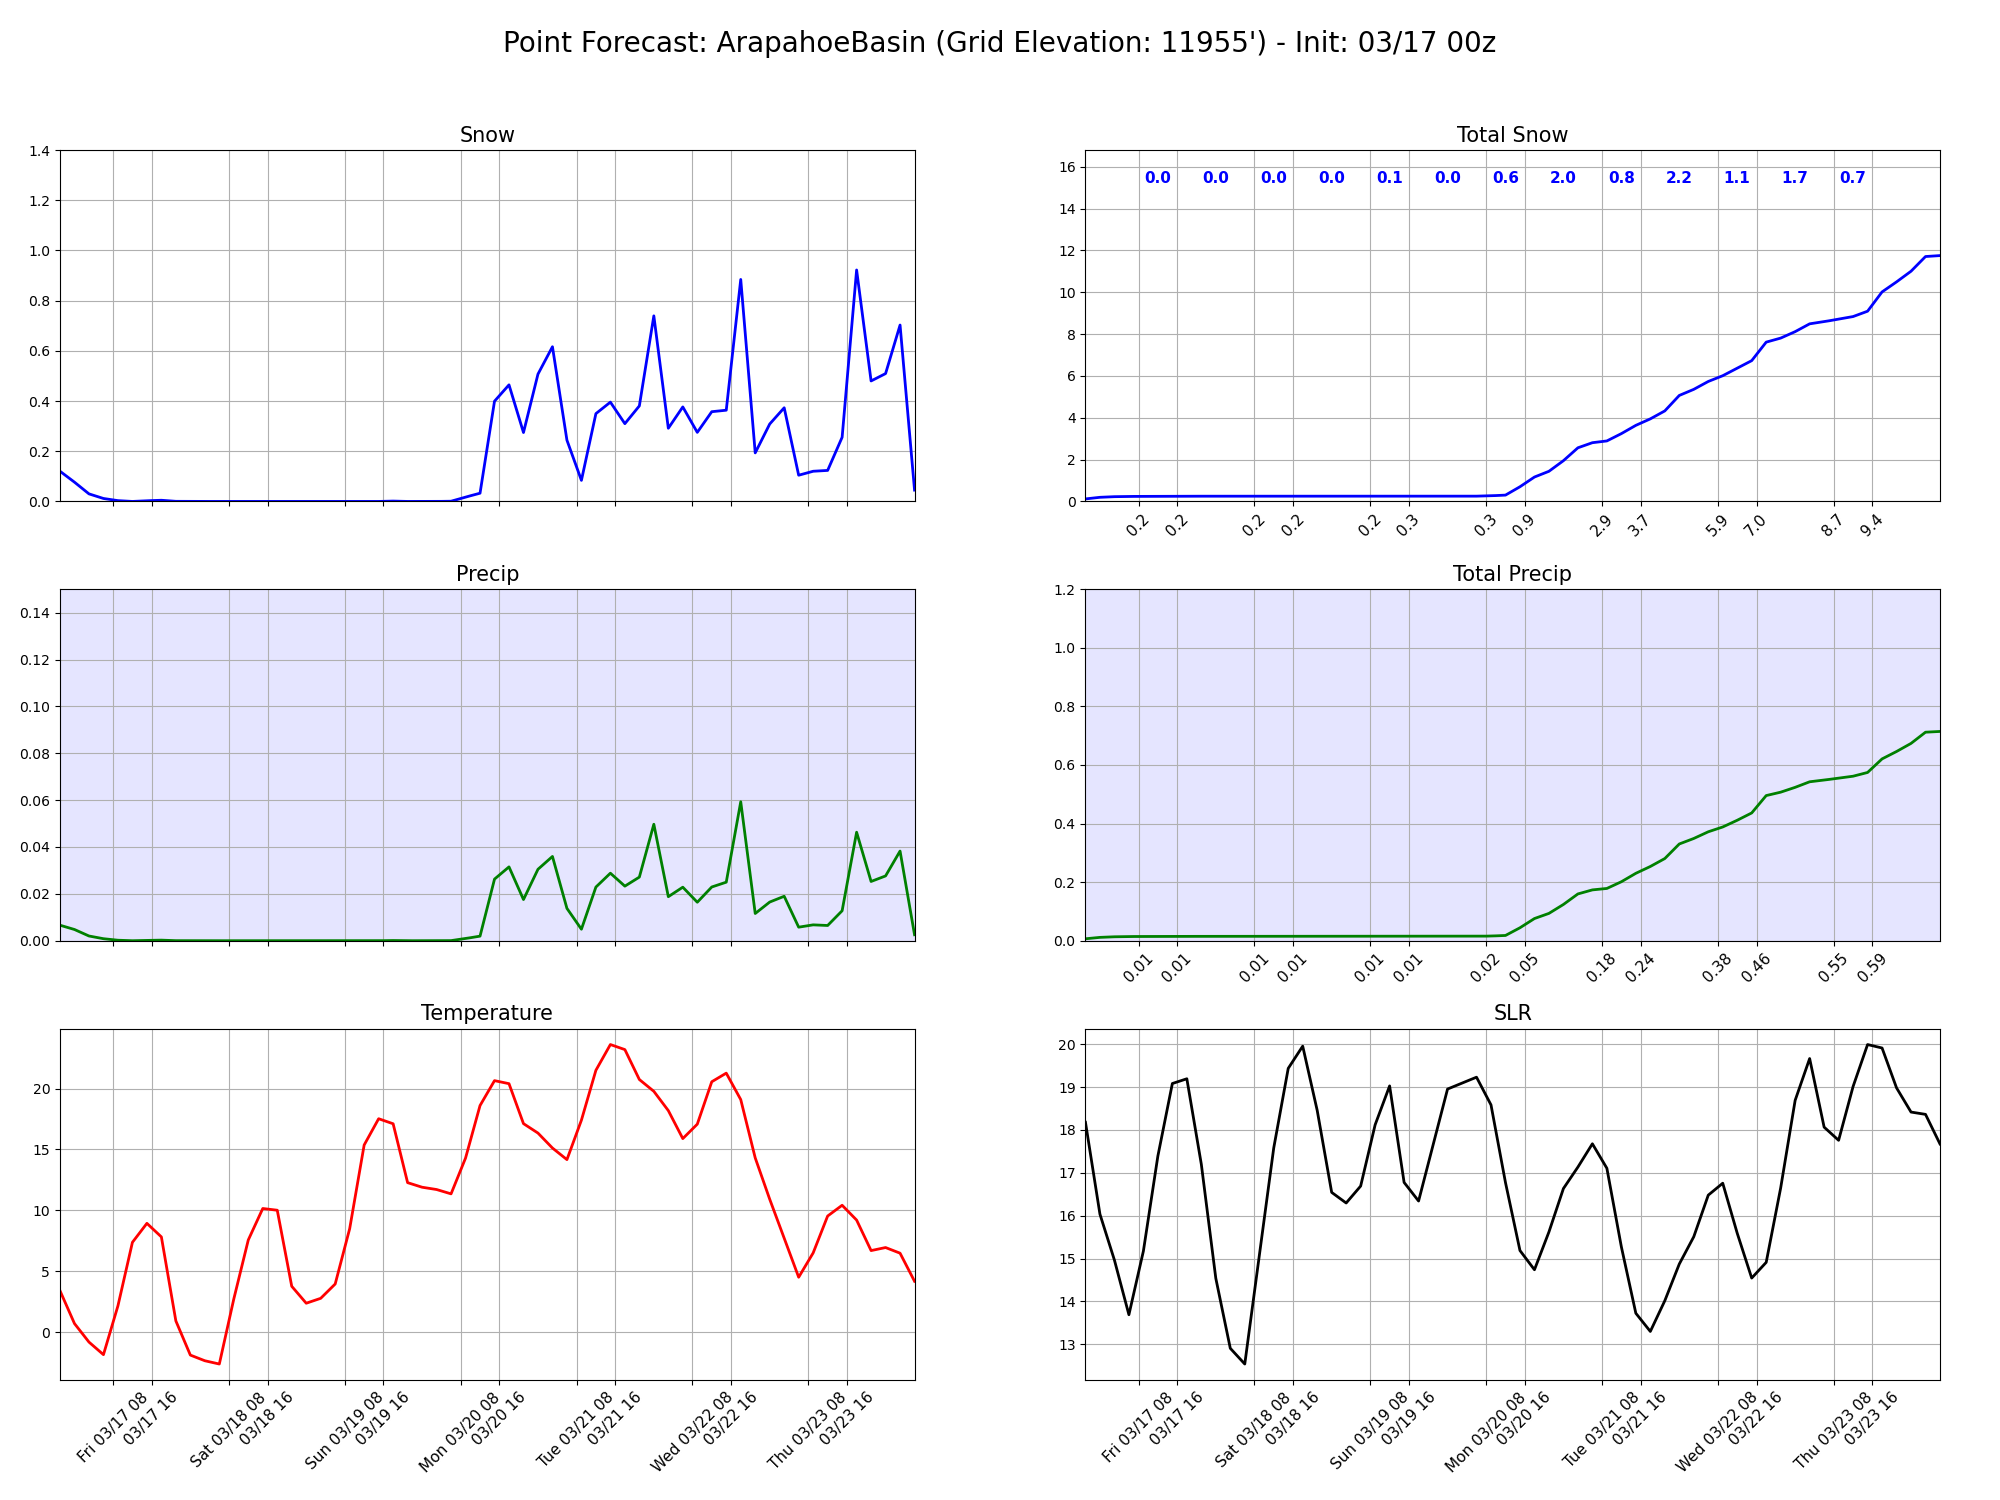 Point Forecast: ArapahoeBasin (Grid Elevation: 11955') - Init: 03/17 00z
Snow
1.4
1.2
1.0
0.8
0.6
0.4
0.2
0.0
Total Snow
16
14
12
10
8
6
4
2
0
0.0 0.0 0.0 0.0 0.1 0.0 0.6 2.0 0.8 2.2 1.1 1.7 0.7
0.2 0.2 0.2 0.2 0.2 0.3 0.3 0.9 2.9 3.7 5.9 7.0 8.7 9.4
Precip
0.14
0.12
0.10
0.08
0.06
0.04
0.02
0.00
Total Precip
1.2
1.0
0.8
0.6
0.4
0.2
0.0
0.01 0.01 0.01 0.01 0.01 0.01 0.02 0.05 0.18 0.24 0.38 0.46 0.55 0.59
Temperature
20
15
10
5
0
Fri 03/17 08
03/17 16
Sat 03/18 08
03/18 16
Sun 03/19 08
03/19 16
Mon 03/20 08
03/20 16
Tue 03/21 08
03/21 16
Wed 03/22 08
03/22 16
Thu 03/23 08
03/23 16
SLR
20
19
18
17
16
15
14
13
Fri 03/17 08
03/17 16
Sat 03/18 08
03/18 16
Sun 03/19 08
03/19 16
Mon 03/20 08
03/20 16
Tue 03/21 08
03/21 16
Wed 03/22 08
03/22 16
Thu 03/23 08
03/23 16